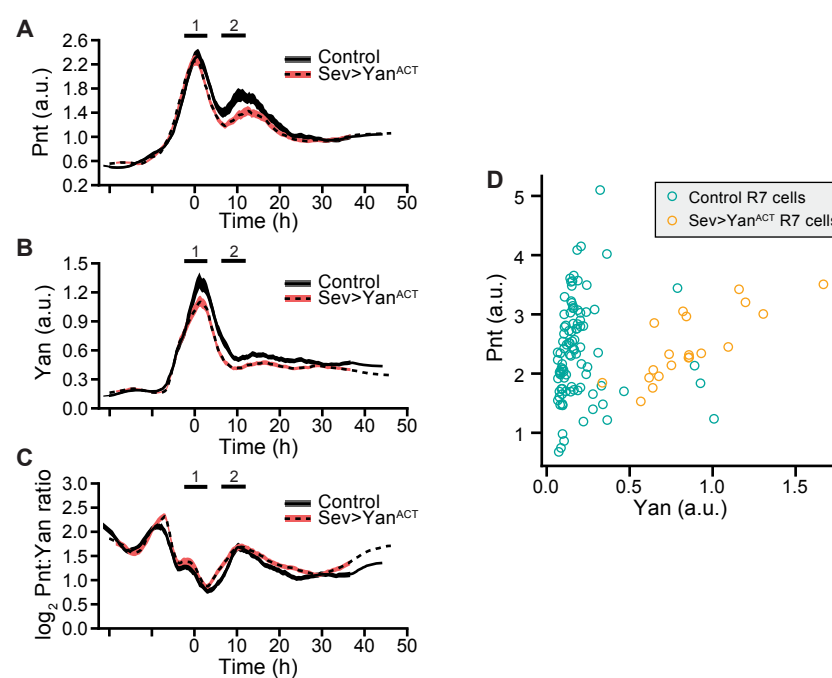 A
1 2
2.6
2.2
1.8
1.4
1.0
0.6
0.2
Pnt (a.u.)
Control
Sev>Yan^ACT
0 10 20 30 40 50
Time (h)
B
1 2
1.5
1.2
0.9
0.6
0.3
0.0
Yan (a.u.)
Control
Sev>Yan^ACT
0 10 20 30 40 50
Time (h)
C
1 2
3.0
2.5
2.0
1.5
1.0
0.5
0.0
log₂ Pnt:Yan ratio
Control
Sev>Yan^ACT
0 10 20 30 40 50
Time (h)
D
5
4
3
2
1
Pnt (a.u.)
Control R7 cells
Sev>Yan^ACT R7 cells
0.0 0.5 1.0 1.5
Yan (a.u.)